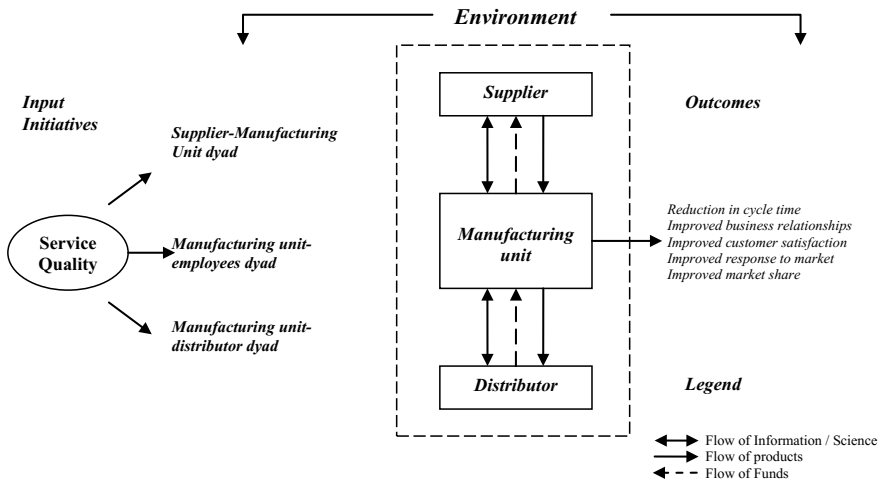 Environment
Input
Initiatives
Supplier-Manufacturing
Unit dyad
Service
Quality
Manufacturing unit-
employees dyad
Manufacturing unit-
distributor dyad
Supplier
Manufacturing
unit
Distributor
Outcomes
Reduction in cycle time
Improved business relationships
Improved customer satisfaction
Improved response to market
Improved market share
Legend
Flow of Information / Science
Flow of products
Flow of Funds